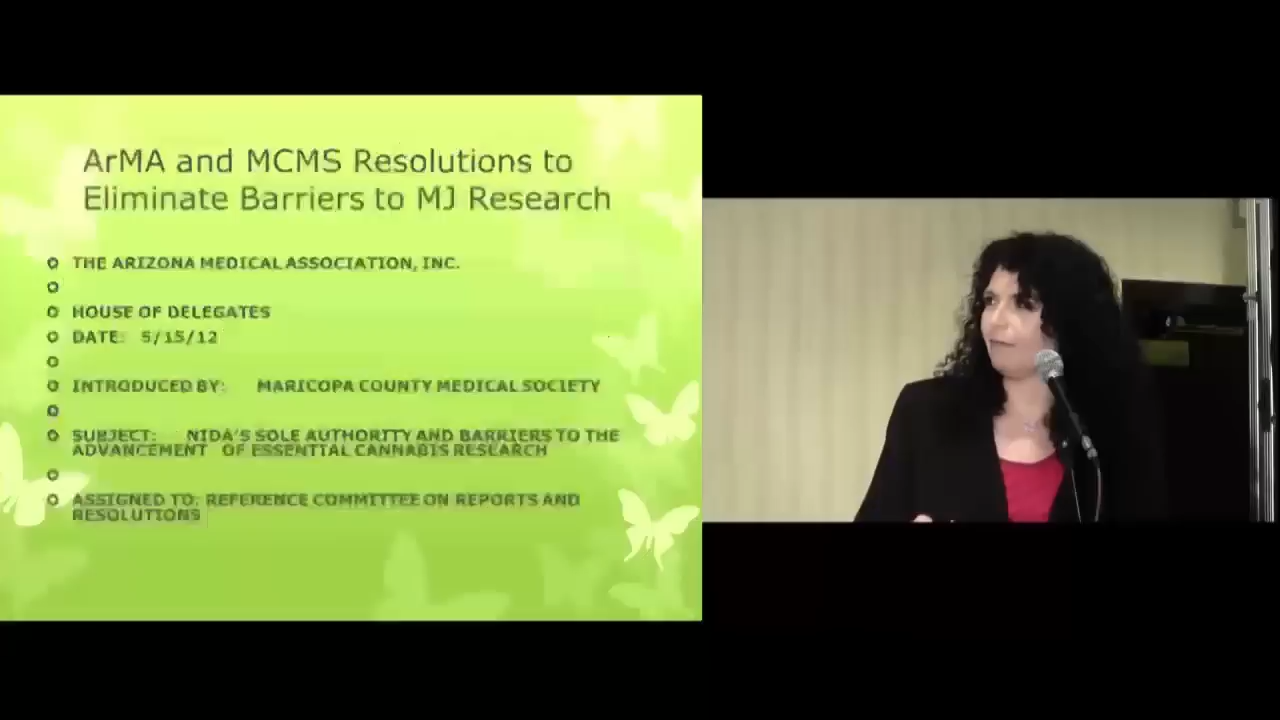 ArMA and MCMS Resolutions to
Eliminate Barriers to MJ Research
THE ARIZONA MEDICAL ASSOCIATION, INC.
HOUSE OF DELEGATES
DATE: 5/15/12
INTRODUCED BY: MARICOPA COUNTY MEDICAL SOCIETY
SUBJECT: NIDA'S SOLE AUTHORITY AND BARRIERS TO THE
ADVANCEMENT OF ESSENTIAL CANNABIS RESEARCH
ASSIGNED TO: REFERENCE COMMITTEE ON REPORTS AND
RESOLUTIONS